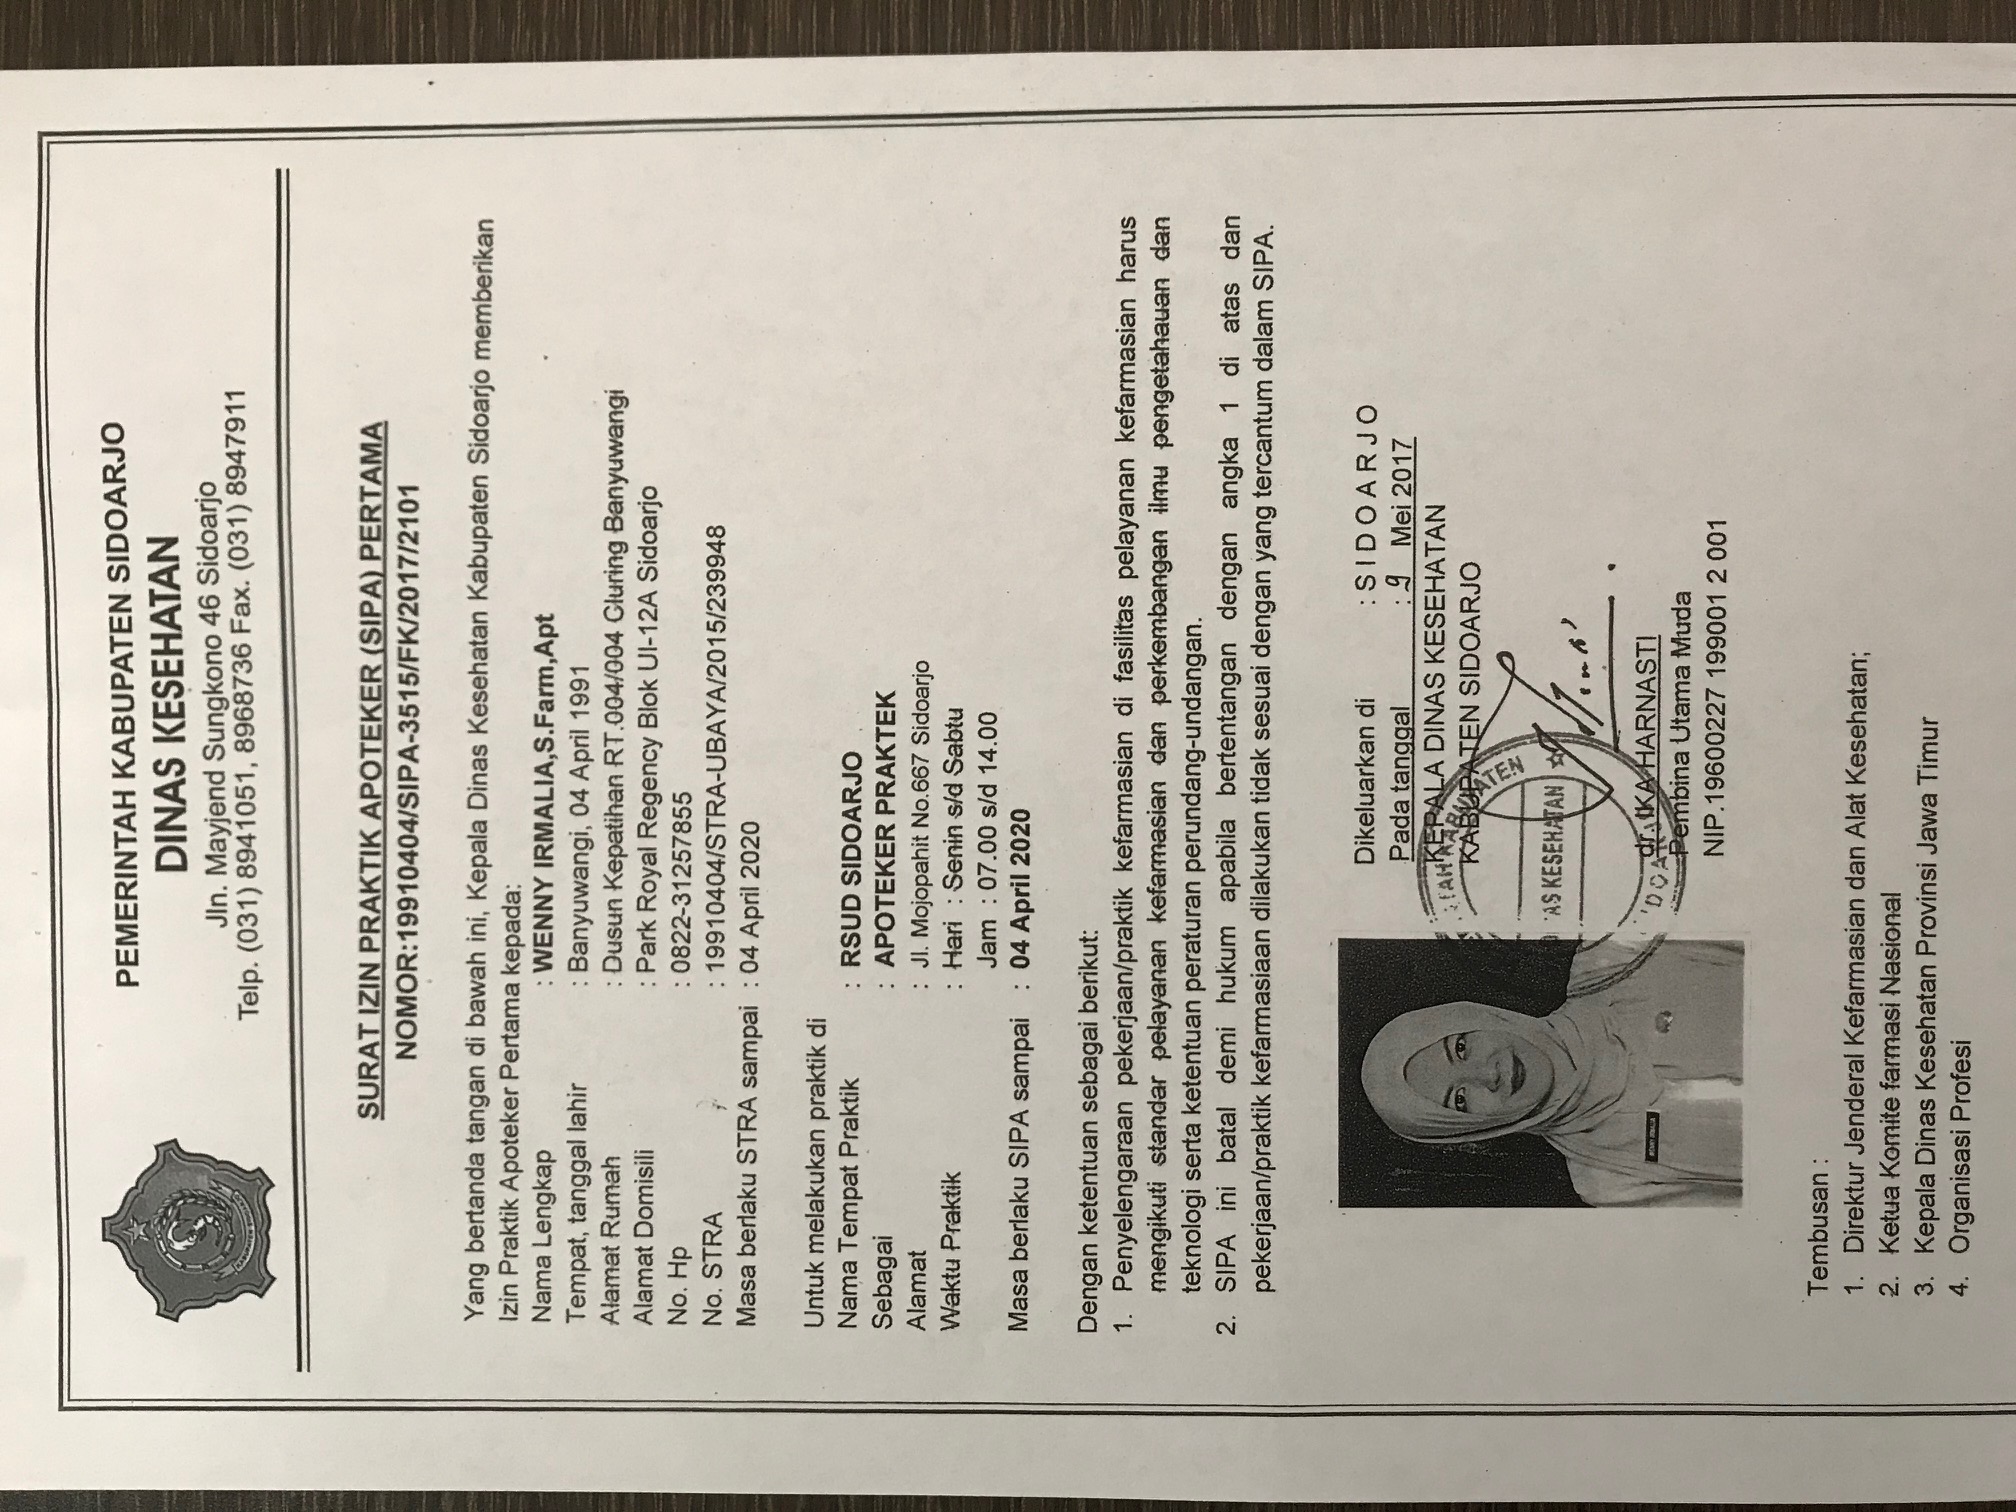 PEMERINTAH KABUPATEN SIDOARJO
DINAS KESEHATAN
Jln. Mayjend Sungkono 46 Sidoarjo
Telp. (031) 8941051, 8968736 Fax. (031) 8947911
KABUPATEN SIDOARJO
SURAT IZIN PRAKTIK APOTEKER (SIPA) PERTAMA
NOMOR:19910404/SIPA-3515/FK/2017/2101
Yang bertanda tangan di bawah ini, Kepala Dinas Kesehatan Kabupaten Sidoarjo memberikan
Izin Praktik Apoteker Pertama kepada:
Nama Lengkap : WENNY IRMALIA,S.Farm,Apt
Tempat, tanggal lahir : Banyuwangi, 04 April 1991
Alamat Rumah : Dusun Kepatihan RT.004/004 Cluring Banyuwangi
Alamat Domisili : Park Royal Regency Blok UI-12A Sidoarjo
No. Hp : 0822-31257855
No. STRA : 19910404/STRA-UBAYA/2015/239948
Masa berlaku STRA sampai : 04 April 2020
Untuk melakukan praktik di
Nama Tempat Praktik : RSUD SIDOARJO
Sebagai : APOTEKER PRAKTEK
Alamat : Jl. Mojopahit No.667 Sidoarjo
Waktu Praktik : Hari : Senin s/d Sabtu
Jam : 07.00 s/d 14.00
Masa berlaku SIPA sampai : 04 April 2020
Dengan ketentuan sebagai berikut:
1. Penyelengaraan pekerjaan/praktik kefarmasian di fasilitas pelayanan kefarmasian harus
mengikuti standar pelayanan kefarmasian dan perkembangan ilmu pengetahauan dan
teknologi serta ketentuan peraturan perundang-undangan.
2. SIPA ini batal demi hukum apabila bertentangan dengan angka 1 di atas dan
pekerjaan/praktik kefarmasiaan dilakukan tidak sesuai dengan yang tercantum dalam SIPA.
Dikeluarkan di : S I D O A R J O
Pada tanggal : 9 Mei 2017
KEPALA DINAS KESEHATAN
KABUPATEN SIDOARJO
TAH KABUPATEN
AS KESEHATAN
IDOARJO
WENNY IRMALIA
dr. IKA HARNASTI
Pembina Utama Muda
NIP.19600227 199001 2 001
Tembusan :
1. Direktur Jenderal Kefarmasian dan Alat Kesehatan;
2. Ketua Komite farmasi Nasional
3. Kepala Dinas Kesehatan Provinsi Jawa Timur
4. Organisasi Profesi